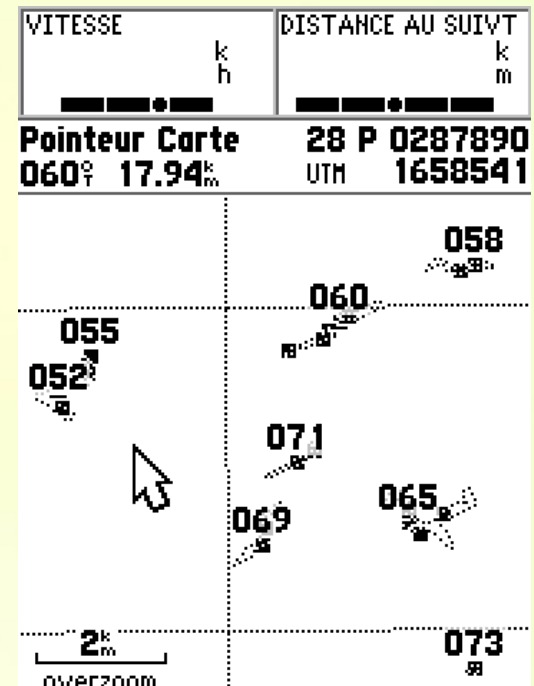 VITESSE
k
h
DISTANCE AU SUIVT
k
m
Pointeur Carte 28 P 0287890
060°T 17.94km UTM 1658541
058
060
055
052
071
065
069
2km
073
overzoom